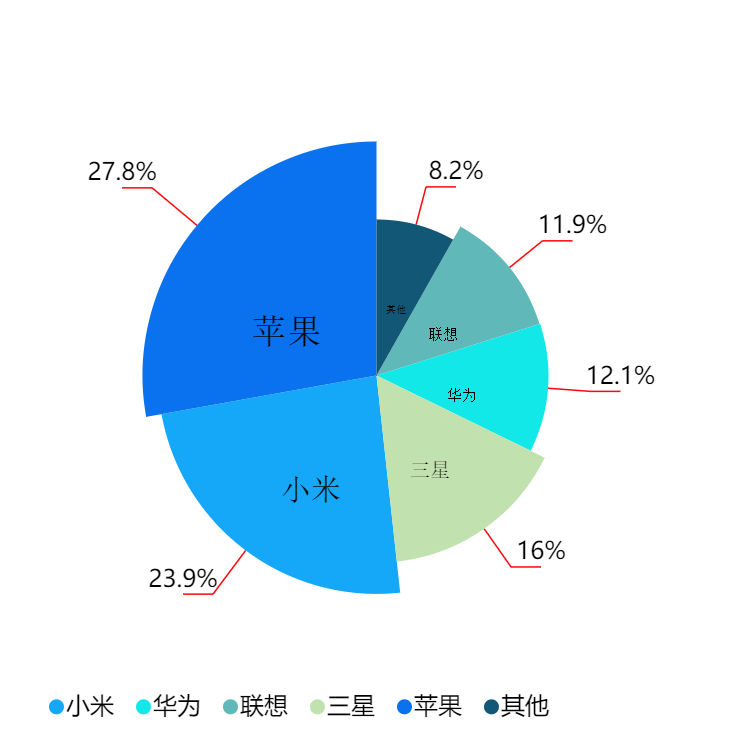 27.8%
8.2%
11.9%
其他
苹果
联想
12.1%
华为
三星
小米
16%
23.9%
小米 华为 联想 三星 苹果 其他